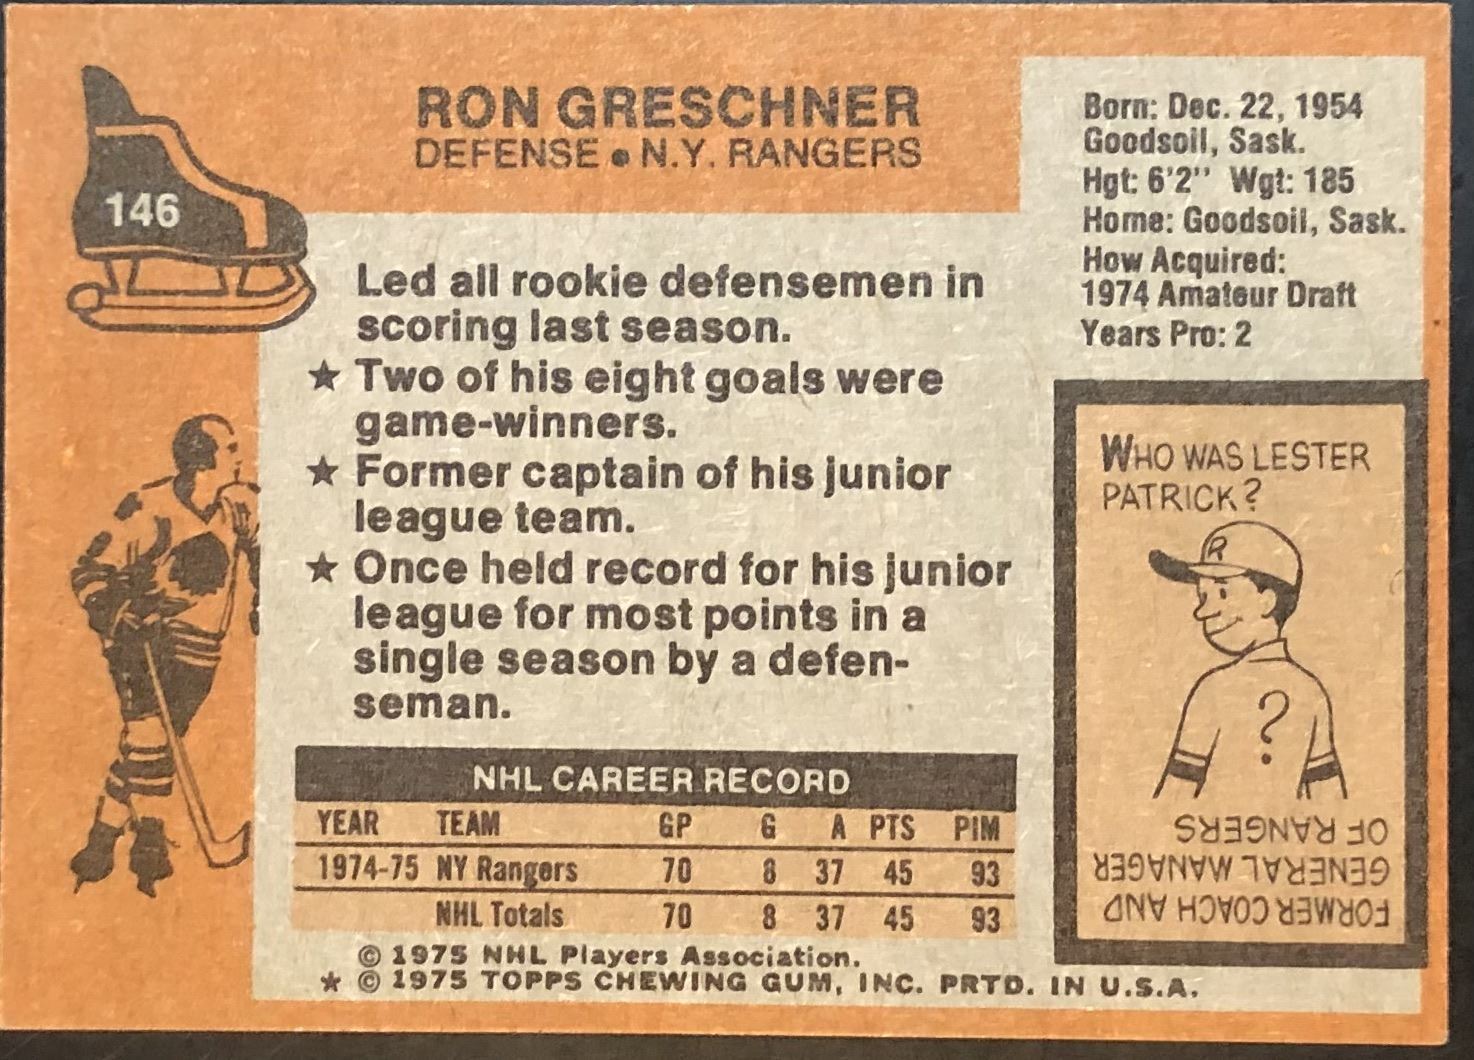 146
RON GRESCHNER
DEFENSE • N.Y. RANGERS
Born: Dec. 22, 1954
Goodsoil, Sask.
Hgt: 6'2" Wgt: 185
Home: Goodsoil, Sask.
How Acquired:
1974 Amateur Draft
Years Pro: 2
Led all rookie defensemen in
scoring last season.
★ Two of his eight goals were
game-winners.
★ Former captain of his junior
league team.
★ Once held record for his junior
league for most points in a
single season by a defen-
seman.
NHL CAREER RECORD
YEAR TEAM GP G A PTS PIM
1974-75 NY Rangers 70 8 37 45 93
NHL Totals 70 8 37 45 93
© 1975 NHL Players Association.
★ © 1975 TOPPS CHEWING GUM, INC. PRTD. IN U.S.A.
WHO WAS LESTER
PATRICK?
R
?
FORMER COACH AND
GENERAL MANAGER
OF RANGERS